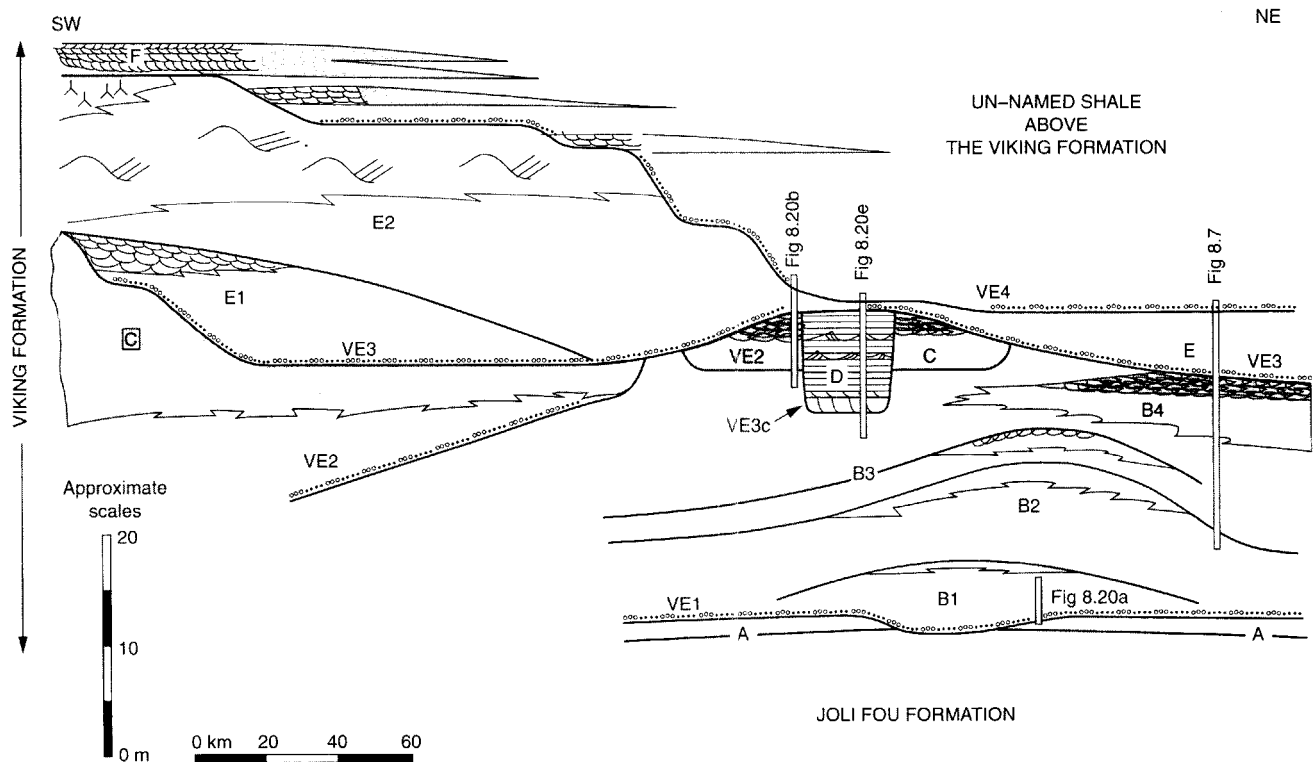 SW
NE
F
UN-NAMED SHALE
ABOVE
THE VIKING FORMATION
VIKING FORMATION
E2
E1
C
VE3
VE2
Fig 8.20b
Fig 8.20e
Fig 8.7
VE4
VE2
D
C
E
VE3
VE3c
B4
B3
B2
B1
Fig 8.20a
VE1
A
A
JOLI FOU FORMATION
Approximate
scales
20
10
0 m
0 km 20 40 60